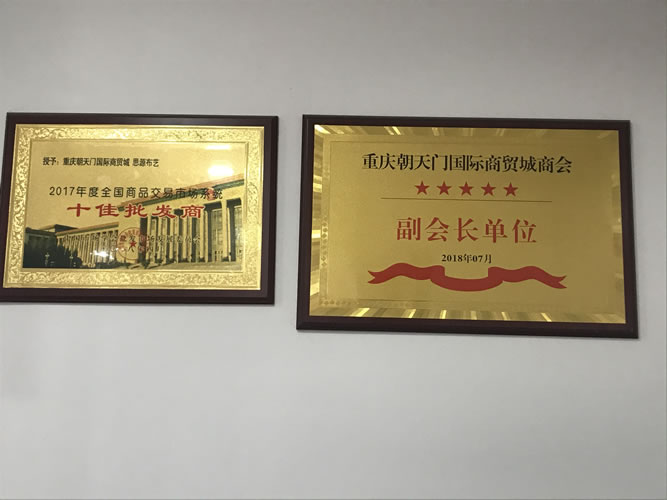 授予：重庆朝天门国际商贸城 思源布艺
2017年度全国商品交易市场系统
十佳批发商
重庆朝天门国际商贸城商会
★★★★★
副会长单位
2018年07月